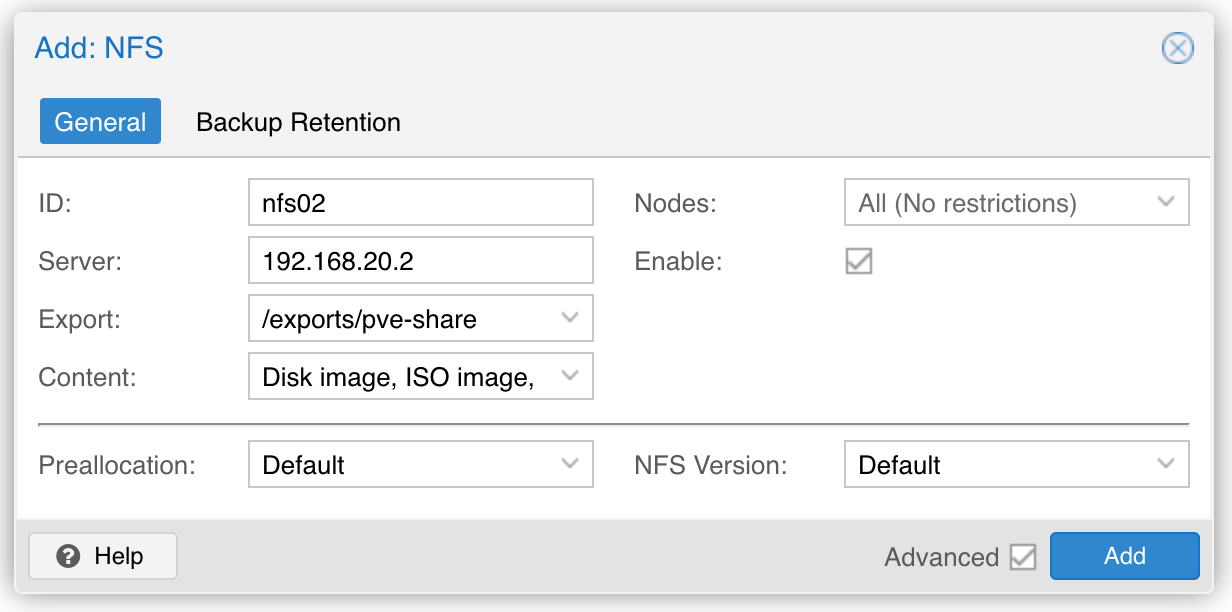 Add: NFS
General Backup Retention
ID: nfs02 Nodes: All (No restrictions)
Server: 192.168.20.2 Enable:
Export: /exports/pve-share
Content: Disk image, ISO image,
Preallocation: Default NFS Version: Default
Help Advanced Add